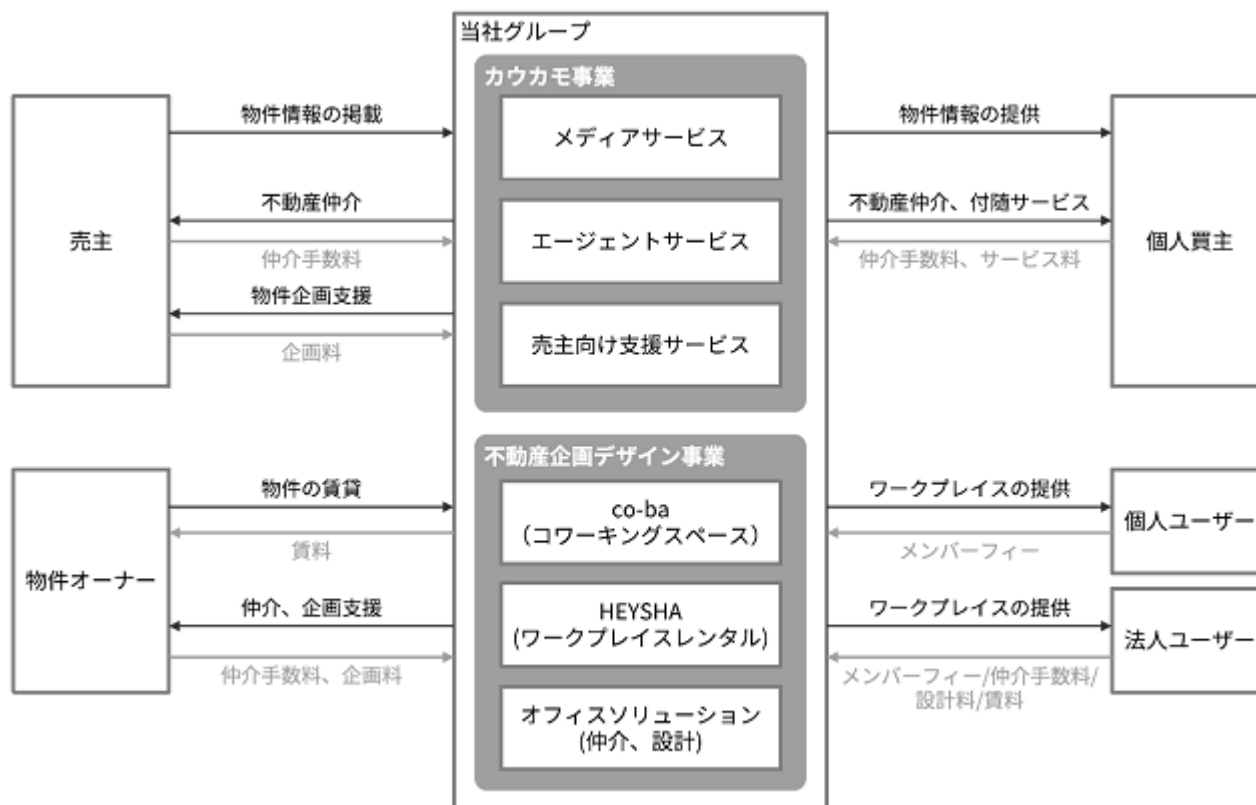 当社グループ
カウカモ事業
物件情報の掲載
メディアサービス
物件情報の提供
不動産仲介
不動産仲介、付随サービス
売主
エージェントサービス
個人買主
仲介手数料
仲介手数料、サービス料
物件企画支援
売主向け支援サービス
企画料
不動産企画デザイン事業
物件の賃貸
co-ba
(コワーキングスペース)
ワークプレイスの提供
賃料
メンバーフィー
個人ユーザー
物件オーナー
仲介、企画支援
HEYSHA
(ワークプレイスレンタル)
ワークプレイスの提供
法人ユーザー
仲介手数料、企画料
メンバーフィー/仲介手数料/
設計料/賃料
オフィスソリューション
(仲介、設計)